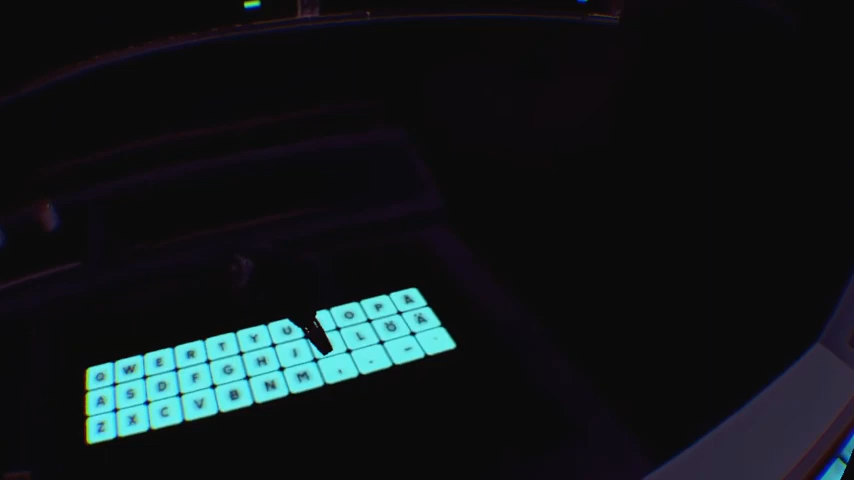 Q W E R T Y U O P Å
A S D F G H J L Ö Ä
Z X C V B N M , . -